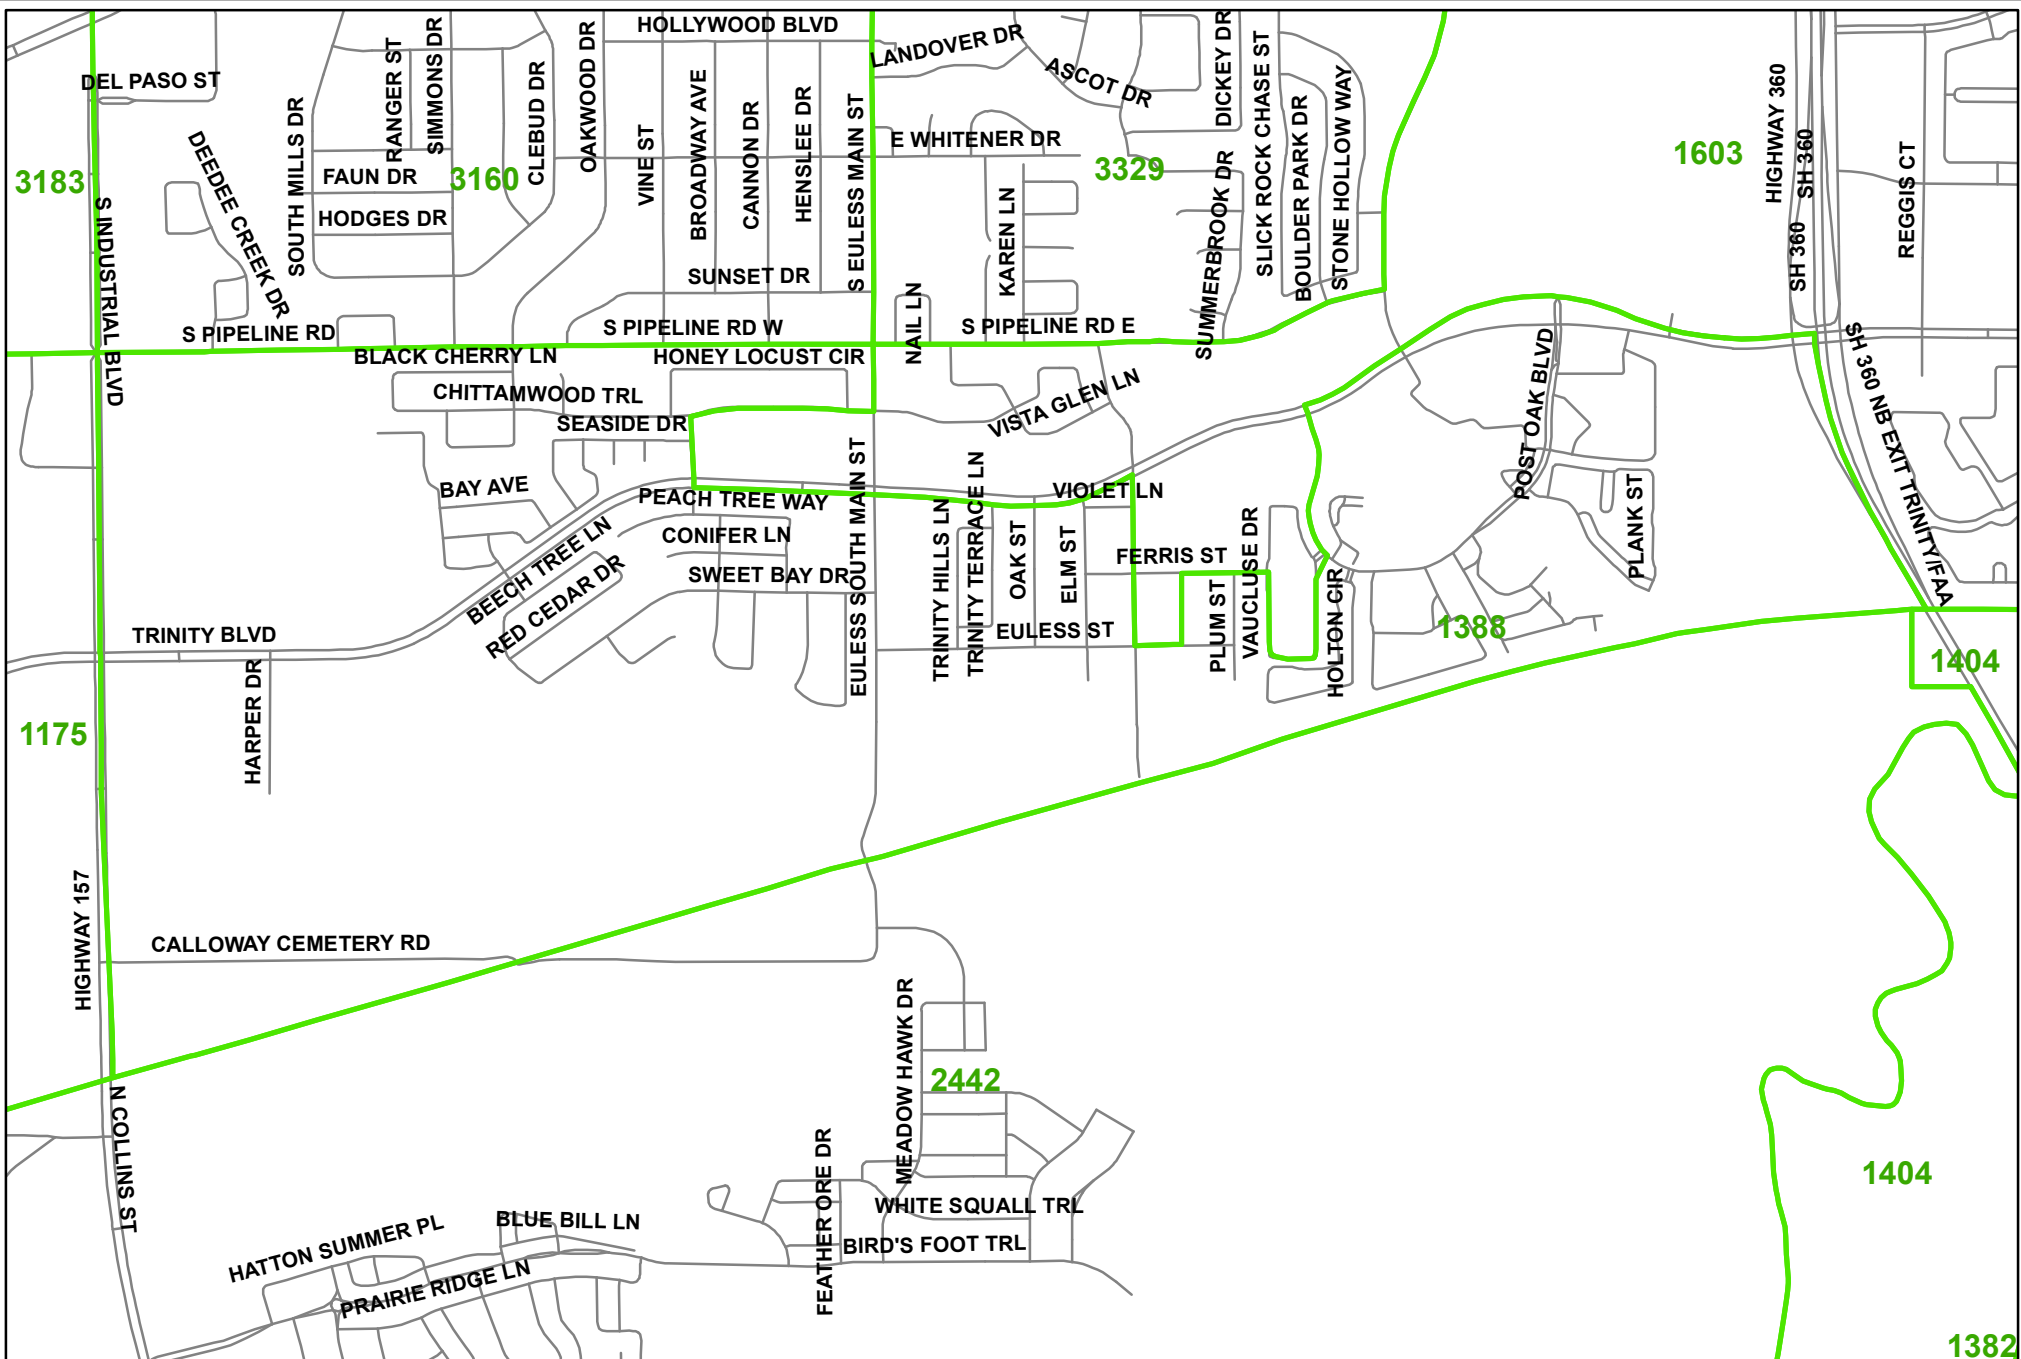 HOLLYWOOD BLVD
LANDOVER DR
ASCOT DR
DEL PASO ST
RANGER ST
SIMMONS DR
CLEBUD DR
OAKWOOD DR
SOUTH MILLS DR
DEEDEE CREEK DR
FAUN DR
HODGES DR
3183
3160
VINE ST
BROADWAY AVE
CANNON DR
HENSLEE DR
S EULESS MAIN ST
E WHITENER DR
3329
DICKEY DR
SLICK ROCK CHASE ST
BOULDER PARK DR
STONE HOLLOW WAY
SUMMERBROOK DR
KAREN LN
1603
HIGHWAY 360
SH 360
SH 360
REGGIS CT
S INDUSTRIAL BLVD
SUNSET DR
NAIL LN
S PIPELINE RD
S PIPELINE RD W
S PIPELINE RD E
BLACK CHERRY LN
HONEY LOCUST CIR
CHITTAMWOOD TRL
SEASIDE DR
VISTA GLEN LN
POST OAK BLVD
SH 360 NB EXIT TRINITY/FAA
BAY AVE
PEACH TREE WAY
CONIFER LN
SWEET BAY DR
BEECH TREE LN
RED CEDAR DR
EULESS SOUTH MAIN ST
TRINITY HILLS LN
TRINITY TERRACE LN
OAK ST
ELM ST
VIOLET LN
FERRIS ST
EULESS ST
PLUM ST
VAUCLUSE DR
HOLTON CIR
PLANK ST
1388
1404
TRINITY BLVD
HARPER DR
1175
HIGHWAY 157
CALLOWAY CEMETERY RD
N COLLINS ST
MEADOW HAWK DR
2442
FEATHER ORE DR
WHITE SQUALL TRL
BIRD'S FOOT TRL
BLUE BILL LN
HATTON SUMMER PL
PRAIRIE RIDGE LN
1404
1382